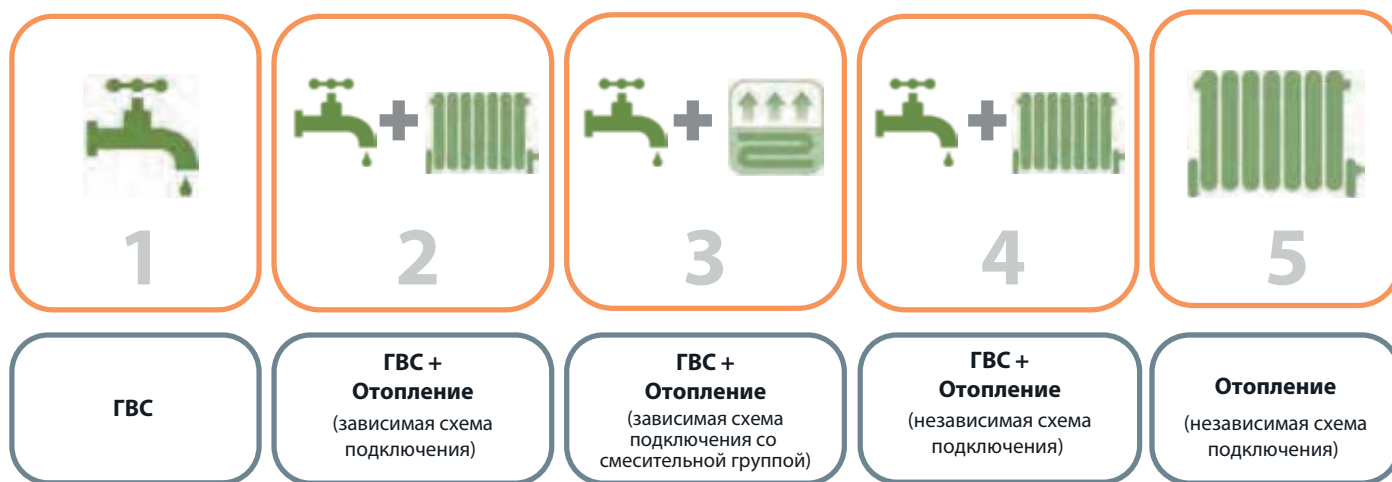 1
2
3
4
5
ГВС
ГВС +
Отопление
(зависимая схема
подключения)
ГВС +
Отопление
(зависимая схема
подключения со
смесительной группой)
ГВС +
Отопление
(независимая схема
подключения)
Отопление
(независимая схема
подключения)